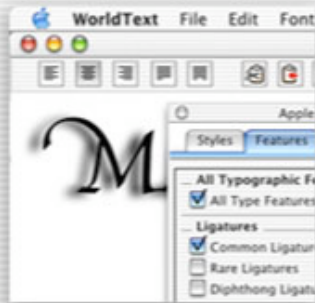 WorldText File Edit Font
Apple
Styles Features
All Typographic Fe
All Type Features
Ligatures
Common Ligatur
Rare Ligatures
Diphthong Ligatu
M